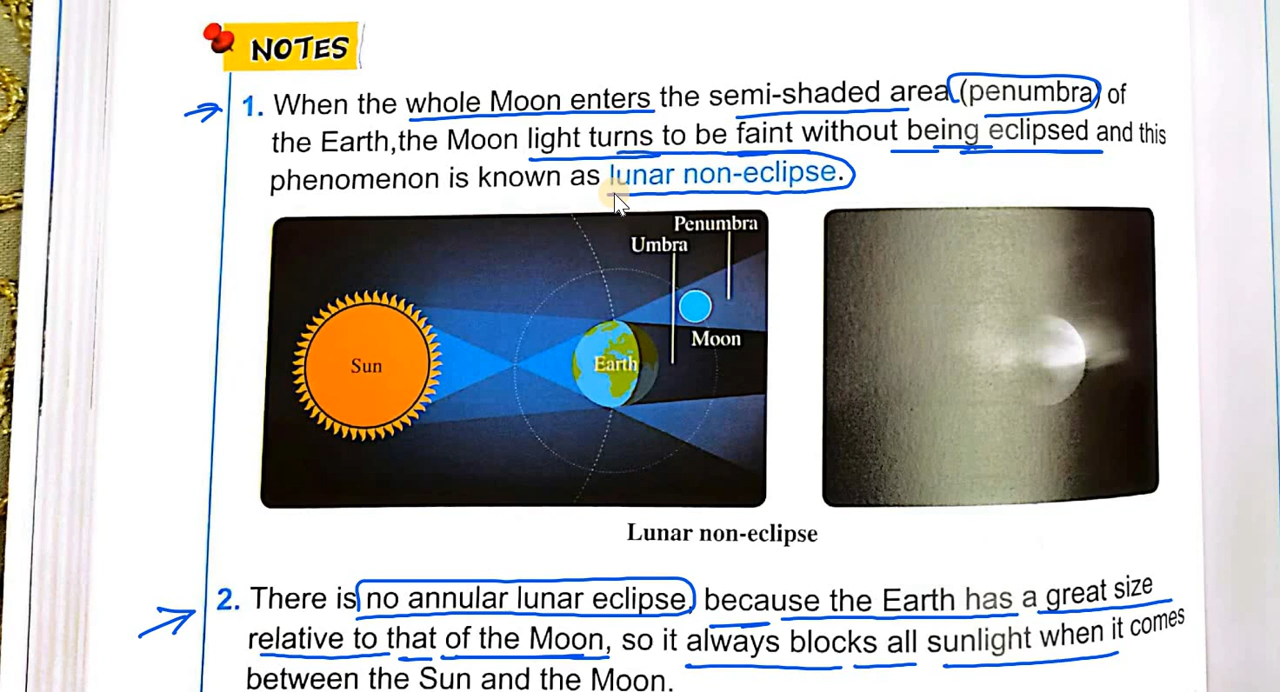 NOTES
1. When the whole Moon enters the semi-shaded area (penumbra) of
the Earth,the Moon light turns to be faint without being eclipsed and this
phenomenon is known as lunar non-eclipse.
Penumbra
Umbra
Moon
Sun
Earth
Lunar non-eclipse
2. There is no annular lunar eclipse, because the Earth has a great size
relative to that of the Moon, so it always blocks all sunlight when it comes
between the Sun and the Moon.